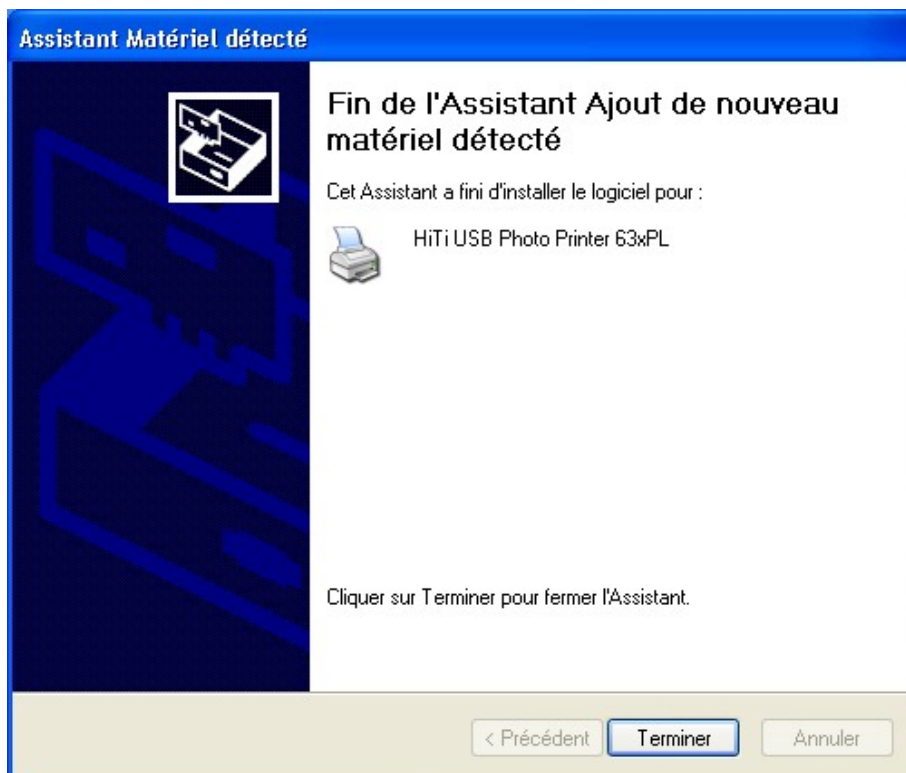 Assistant Matériel détecté
Fin de l'Assistant Ajout de nouveau
matériel détecté
Cet Assistant a fini d'installer le logiciel pour :
HiTi USB Photo Printer 63xPL
Cliquer sur Terminer pour fermer l'Assistant.
< Précédent Terminer Annuler